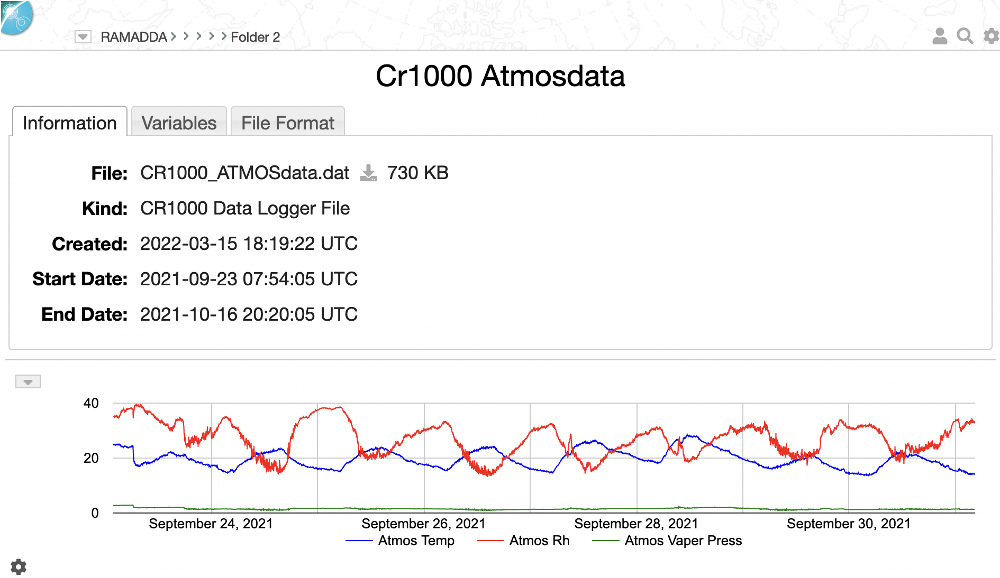 RAMADDA > > > > > Folder 2
Cr1000 Atmosdata
Information Variables File Format
File: CR1000_ATMOSdata.dat 730 KB
Kind: CR1000 Data Logger File
Created: 2022-03-15 18:19:22 UTC
Start Date: 2021-09-23 07:54:05 UTC
End Date: 2021-10-16 20:20:05 UTC
40
20
0
September 24, 2021 September 26, 2021 September 28, 2021 September 30, 2021
Atmos Temp Atmos Rh Atmos Vaper Press